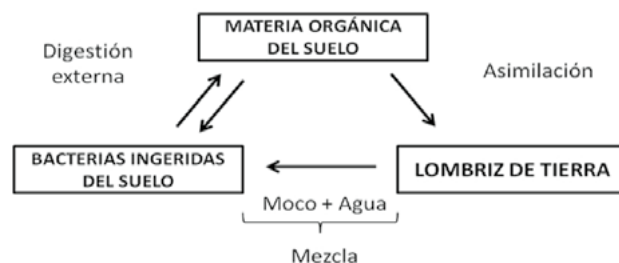 MATERIA ORGÁNICA
DEL SUELO
Digestión
externa
Asimilación
BACTERIAS INGERIDAS
DEL SUELO
LOMBRIZ DE TIERRA
Moco + Agua
Mezcla